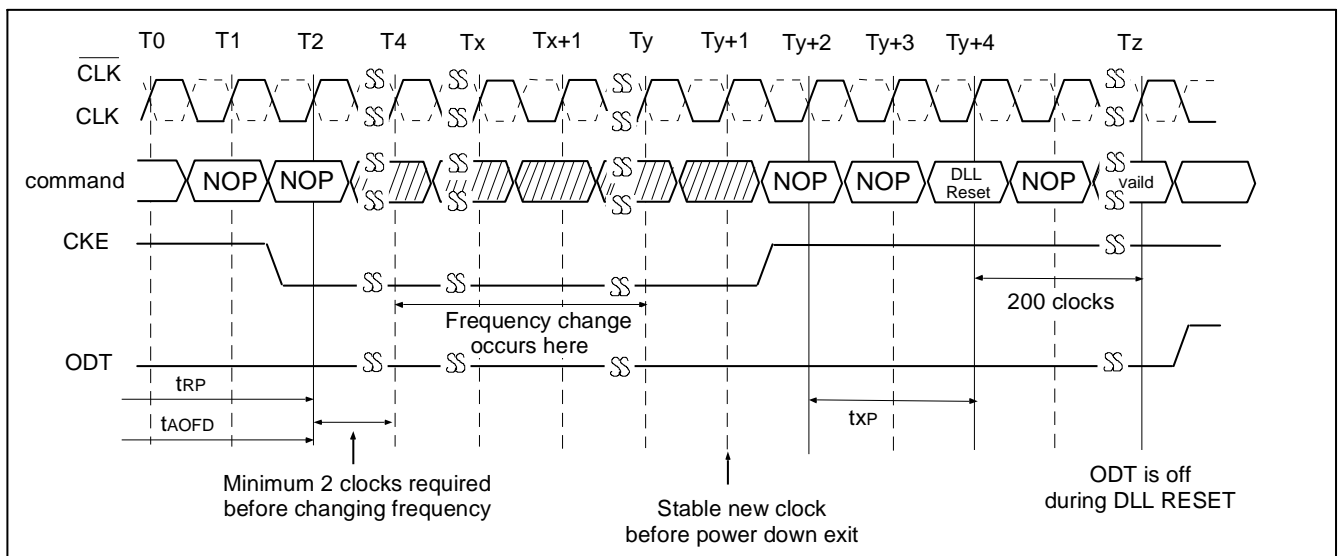 T0 T1 T2 T4 Tx Tx+1 Ty Ty+1 Ty+2 Ty+3 Ty+4 Tz
CLK
CLK
command NOP NOP NOP NOP DLL Reset NOP vaild
CKE
200 clocks
Frequency change
occurs here
ODT
tRP
tAOFD
txP
Minimum 2 clocks required
before changing frequency
Stable new clock
before power down exit
ODT is off
during DLL RESET